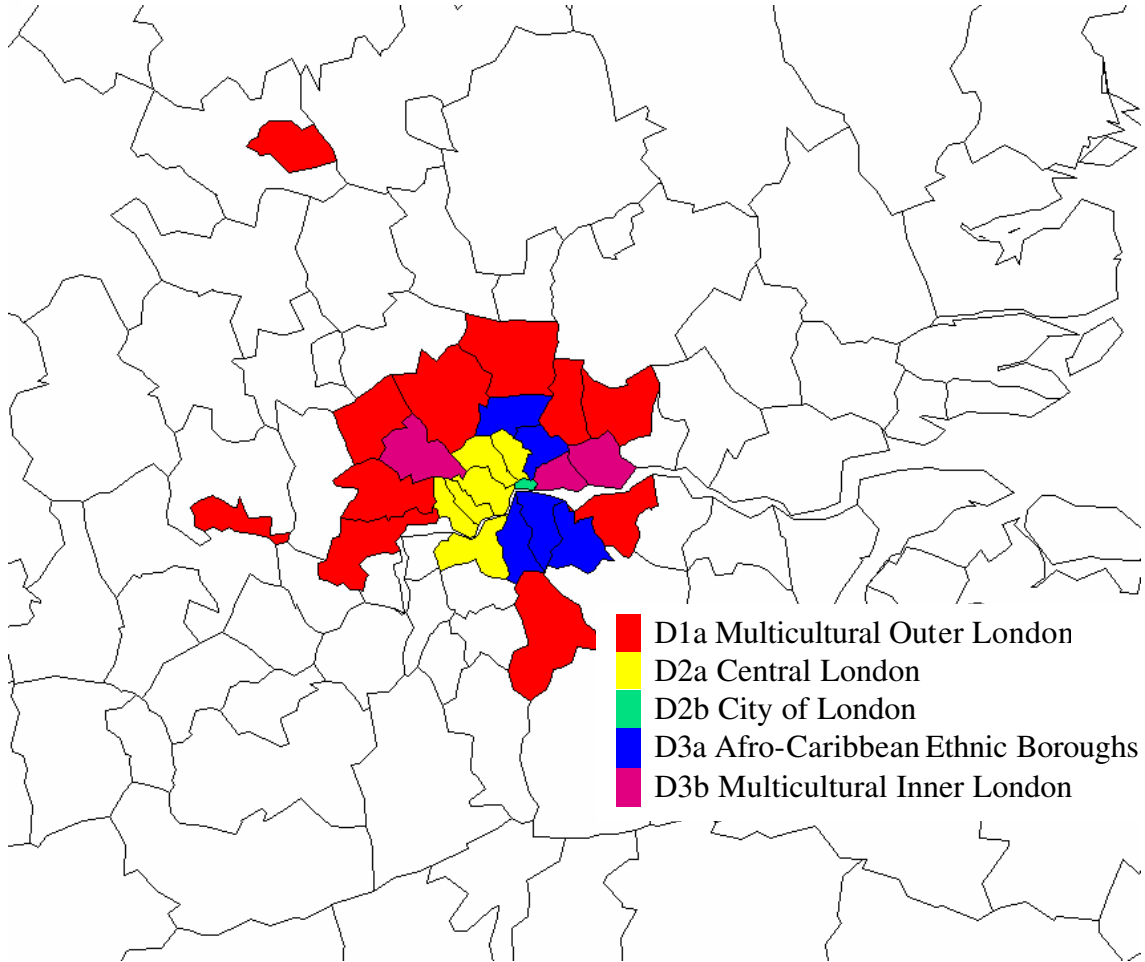 D1a Multicultural Outer London
D2a Central London
D2b City of London
D3a Afro-Caribbean Ethnic Boroughs
D3b Multicultural Inner London